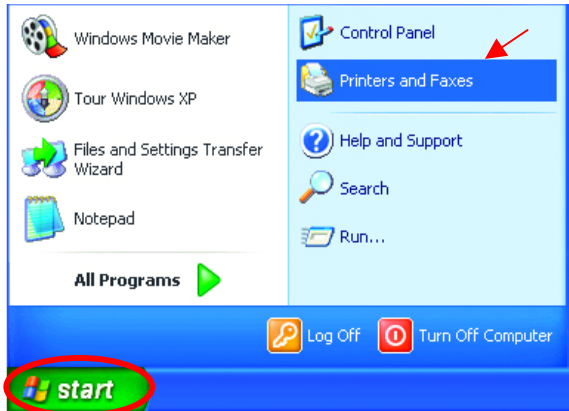 Windows Movie Maker
Tour Windows XP
Files and Settings Transfer
Wizard
Notepad
All Programs
Control Panel
Printers and Faxes
Help and Support
Search
Run...
Log Off
Turn Off Computer
start